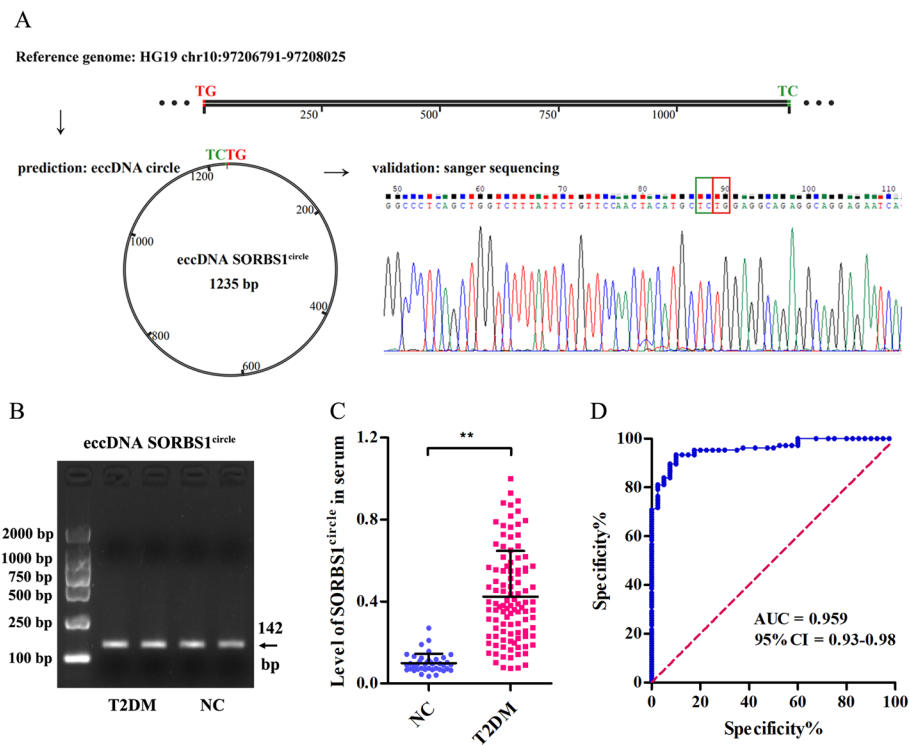 A
Reference genome: HG19 chr10:97206791-97208025
TG
TC
250
500
750
1000
prediction: eccDNA circle
TCTG
1200
200
400
600
800
1000
eccDNA SORBS1circle
1235 bp
validation: sanger sequencing
50 60 70 80 90 100 110
GGCCCTCAGCTGGTCTTTATTCTGTTCCAACTACATGCTCTGGAGGCAGAGGCAGGAGAATCA
B
eccDNA SORBS1circle
2000 bp
1000 bp
750 bp
500 bp
250 bp
100 bp
142
bp
T2DM NC
C
Level of SORBS1circle in serum
1.2
0.8
0.4
0.0
**
NC
T2DM
D
Specificity%
100
80
60
40
20
0
AUC = 0.959
95% CI = 0.93-0.98
0 20 40 60 80 100
Specificity%